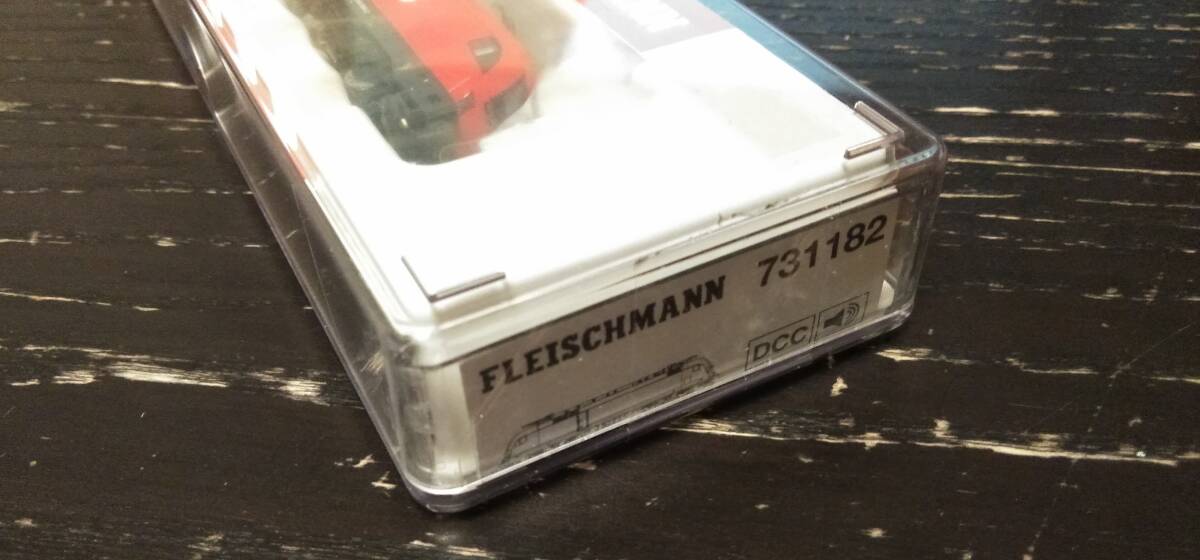 FLEISCHMANN 731182
DCC